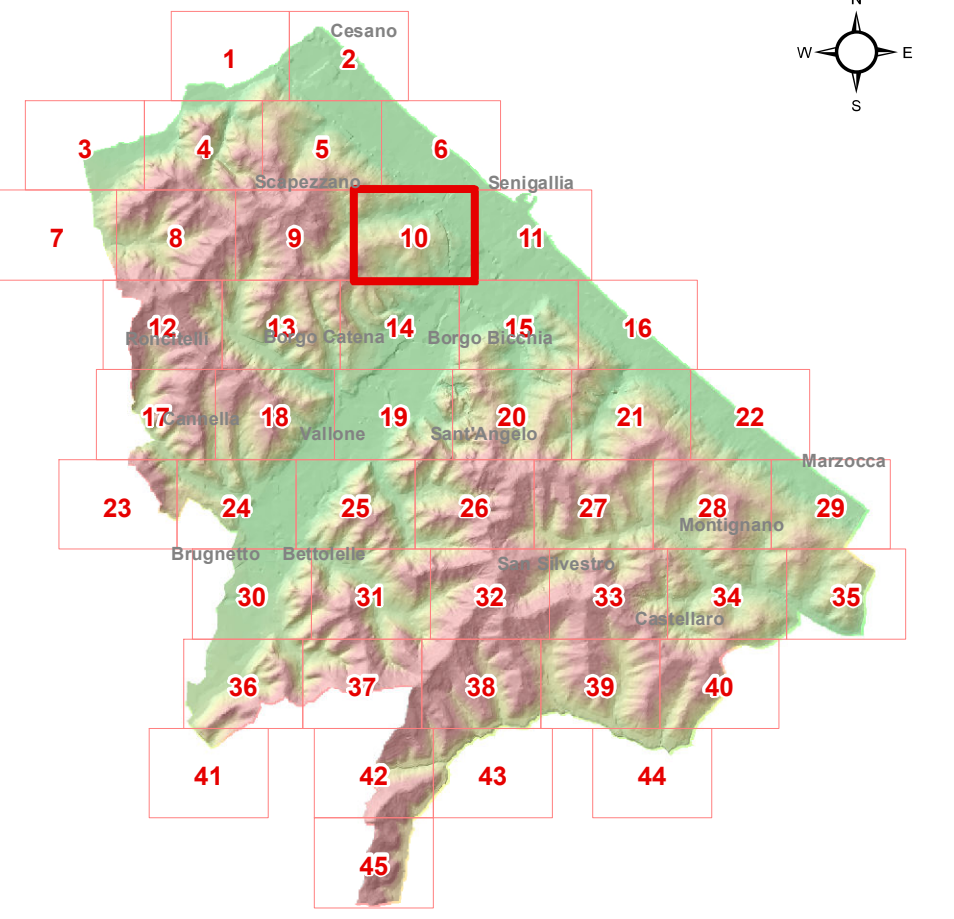 N
Cesano
1
2
W
E
S
3
4
5
6
Scapezzano
Senigallia
7
8
9
10
11
12
13
14
15
16
Roncitelli
Borgo Catena
Borgo Bicchia
17
18
19
20
21
22
Cannella
Vallone
Sant'Angelo
Marzocca
23
24
25
26
27
28
29
Montignano
Brugnetto
Bettolelle
San Silvestro
30
31
32
33
34
35
Castellaro
36
37
38
39
40
41
42
43
44
45